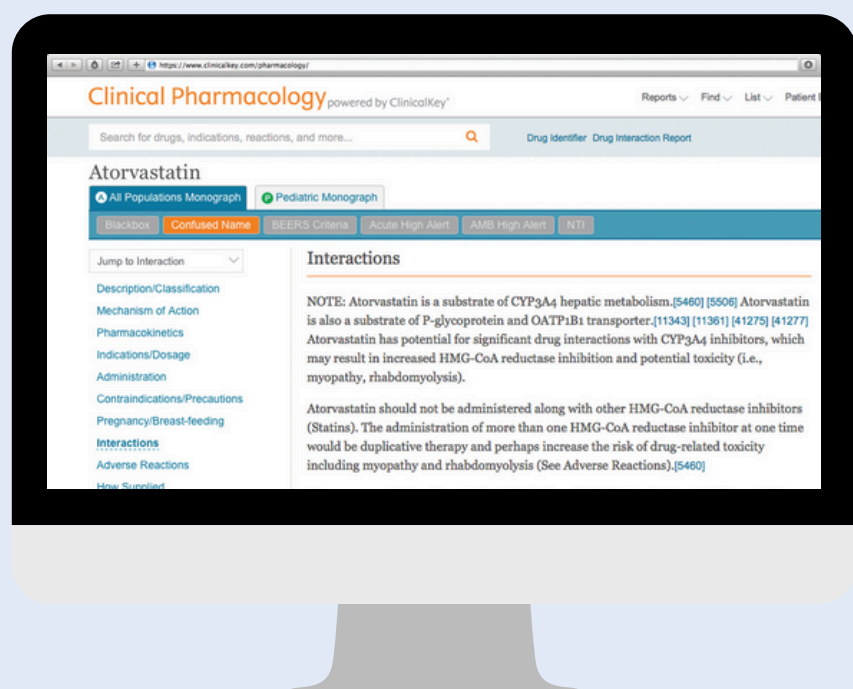 https://www.clinicalkey.com/pharmacology/
Clinical Pharmacology powered by ClinicalKey®
Reports Find List Patient
Search for drugs, indications, reactions, and more...
Drug Identifier Drug Interaction Report
Atorvastatin
A All Populations Monograph P Pediatric Monograph
Blackbox Confused Name BEERS Criteria Acute High Alert AMB High Alert NTI
Jump to Interaction
Description/Classification
Mechanism of Action
Pharmacokinetics
Indications/Dosage
Administration
Contraindications/Precautions
Pregnancy/Breast-feeding
Interactions
Adverse Reactions
How Supplied
Interactions
NOTE: Atorvastatin is a substrate of CYP3A4 hepatic metabolism.[5460] [5506] Atorvastatin
is also a substrate of P-glycoprotein and OATP1B1 transporter.[11343] [11361] [41275] [41277]
Atorvastatin has potential for significant drug interactions with CYP3A4 inhibitors, which
may result in increased HMG-CoA reductase inhibition and potential toxicity (i.e.,
myopathy, rhabdomyolysis).
Atorvastatin should not be administered along with other HMG-CoA reductase inhibitors
(Statins). The administration of more than one HMG-CoA reductase inhibitor at one time
would be duplicative therapy and perhaps increase the risk of drug-related toxicity
including myopathy and rhabdomyolysis (See Adverse Reactions).[5460]